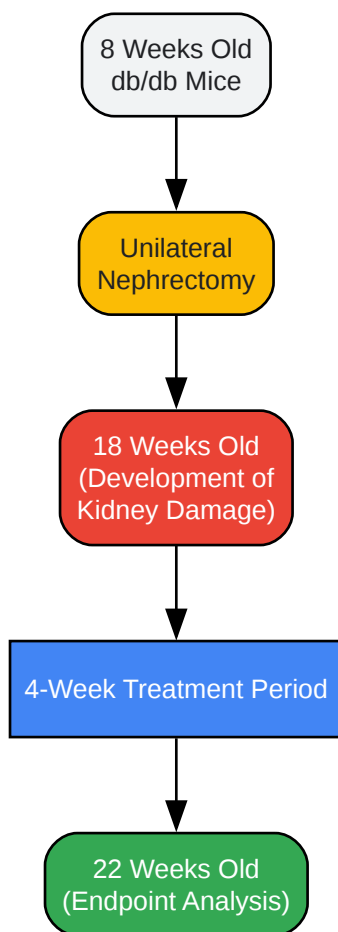 8 Weeks Old
db/db Mice
Unilateral
Nephrectomy
18 Weeks Old
(Development of
Kidney Damage)
4-Week Treatment Period
22 Weeks Old
(Endpoint Analysis)